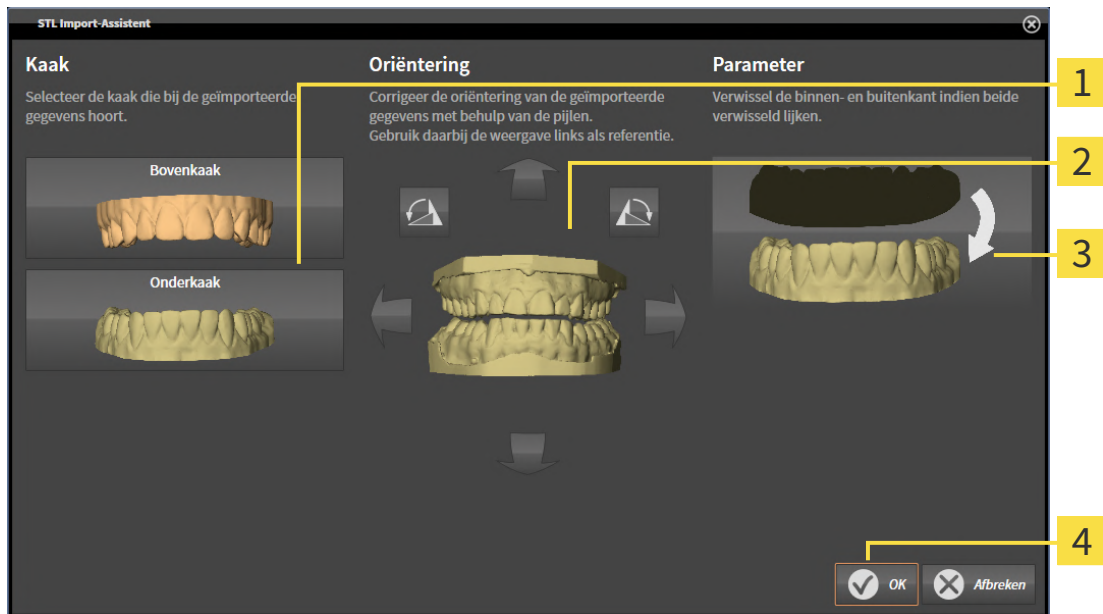 STL Import-Assistent
Kaak
Selecteer de kaak die bij de geïmporteerde
gegevens hoort.
Bovenkaak
Onderkaak
Oriëntering
Corrigeer de oriëntering van de geïmporteerde
gegevens met behulp van de pijlen.
Gebruik daarbij de weergave links als referentie.
Parameter
Verwissel de binnen- en buitenkant indien beide
verwisseld lijken.
1
2
3
4
OK
Afbreken